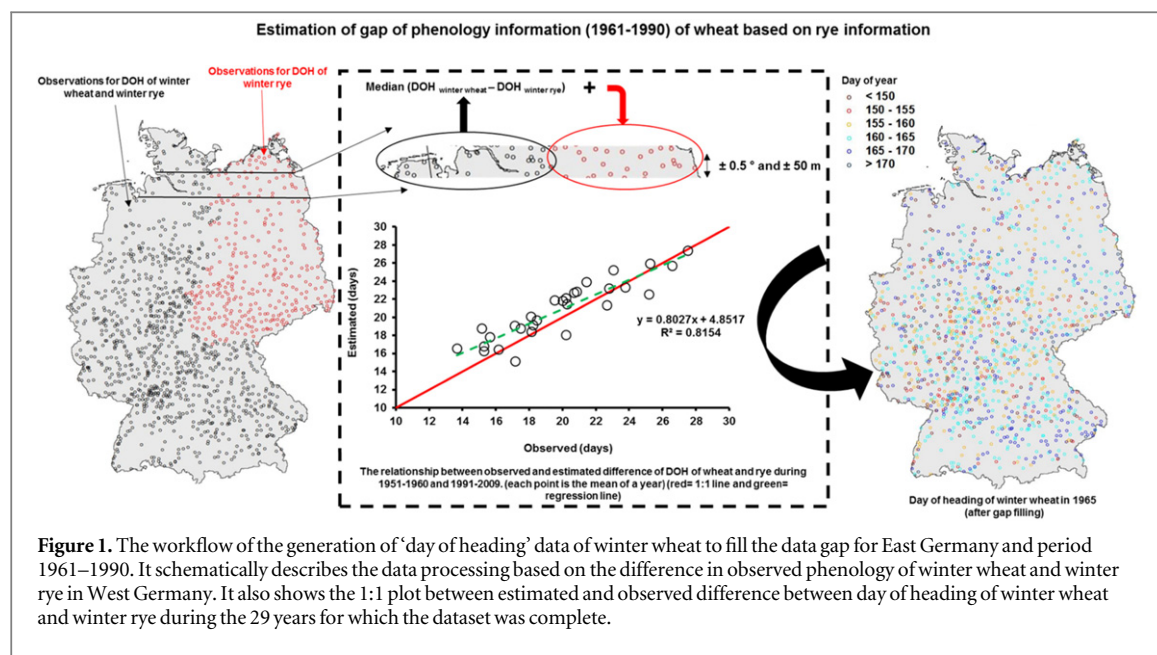 Estimation of gap of phenology information (1961-1990) of wheat based on rye information
Observations for DOH of winter
wheat and winter rye
Observations for DOH of
winter rye
Median (DOH winter wheat – DOH winter rye) +
± 0.5 ° and ± 50 m
Day of year
< 150
150 - 155
155 - 160
160 - 165
165 - 170
> 170
Estimated (days)
30
28
26
24
22
20
18
16
14
12
10
y = 0.8027x + 4.8517
R² = 0.8154
10 12 14 16 18 20 22 24 26 28 30
Observed (days)
The relationship between observed and estimated difference of DOH of wheat and rye during
1951-1960 and 1991-2009. (each point is the mean of a year) (red= 1:1 line and green=
regression line)
Day of heading of winter wheat in 1965
(after gap filling)
Figure 1. The workflow of the generation of ‘day of heading’ data of winter wheat to fill the data gap for East Germany and period
1961–1990. It schematically describes the data processing based on the difference in observed phenology of winter wheat and winter
rye in West Germany. It also shows the 1:1 plot between estimated and observed difference between day of heading of winter wheat
and winter rye during the 29 years for which the dataset was complete.